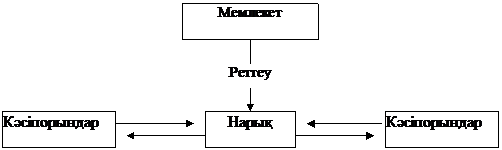 Мемлекет
Реттеу
Кәсіпорындар
Нарық
Кәсіпорындар